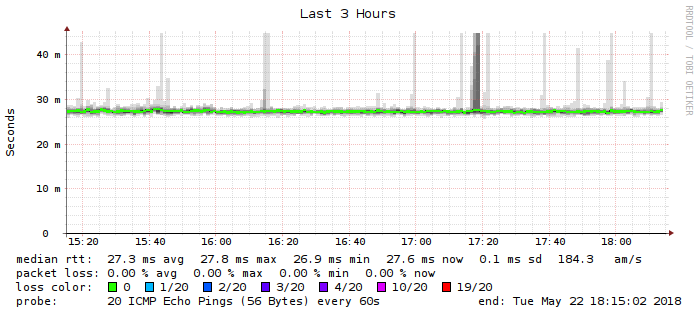 Last 3 Hours
RRDTOOL / TOBI OETIKER
Seconds
40 m
30 m
20 m
10 m
0
15:20 15:40 16:00 16:20 16:40 17:00 17:20 17:40 18:00
median rtt: 27.3 ms avg 27.8 ms max 26.9 ms min 27.6 ms now 0.1 ms sd 184.3 am/s
packet loss: 0.00 % avg 0.00 % max 0.00 % min 0.00 % now
loss color: 0 1/20 2/20 3/20 4/20 10/20 19/20
probe: 20 ICMP Echo Pings (56 Bytes) every 60s end: Tue May 22 18:15:02 2018